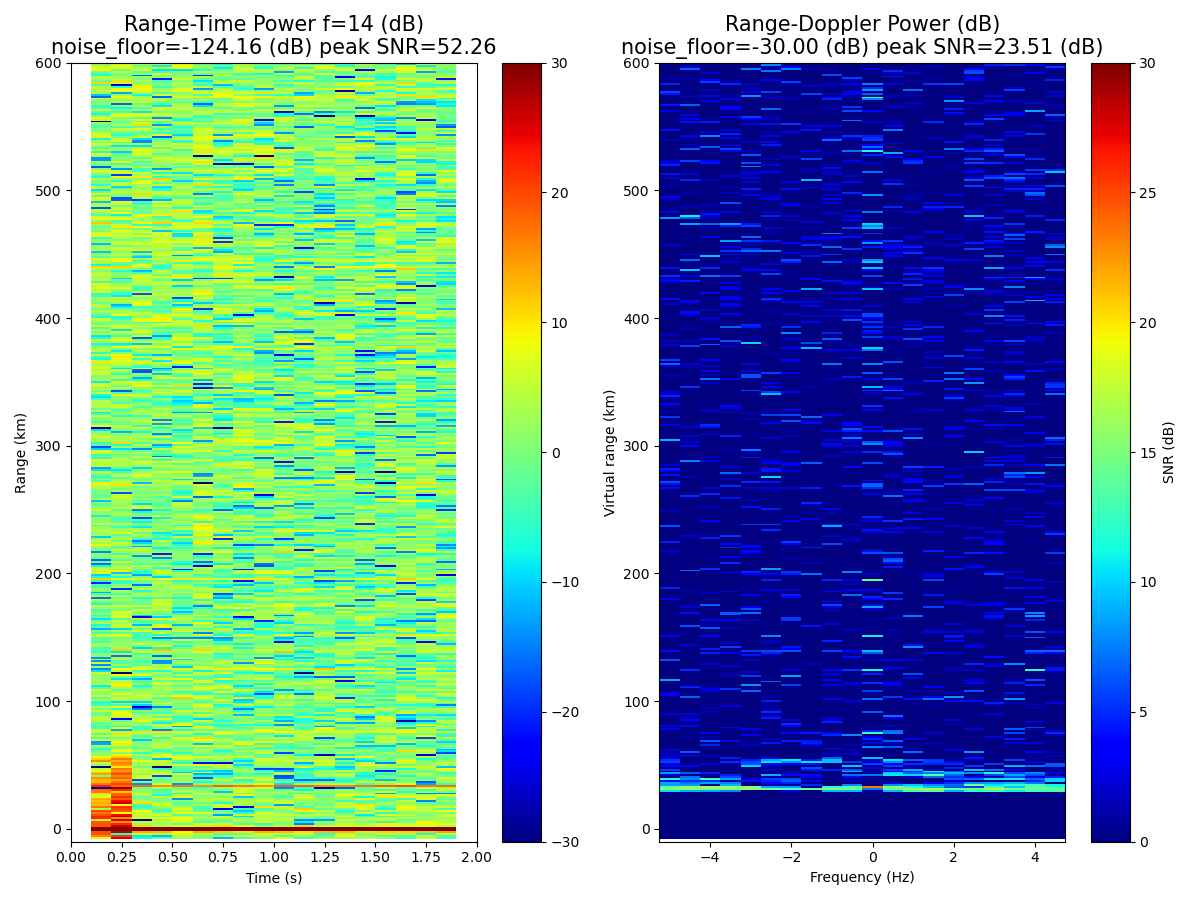 Range-Time Power f=14 (dB)
noise_floor=-124.16 (dB) peak SNR=52.26
600
500
400
300
200
100
0
Range (km)
0.00 0.25 0.50 0.75 1.00 1.25 1.50 1.75 2.00
Time (s)
30
20
10
0
−10
−20
−30
Range-Doppler Power (dB)
noise_floor=-30.00 (dB) peak SNR=23.51 (dB)
600
500
400
300
200
100
0
Virtual range (km)
−4 −2 0 2 4
Frequency (Hz)
30
25
20
15
10
5
0
SNR (dB)